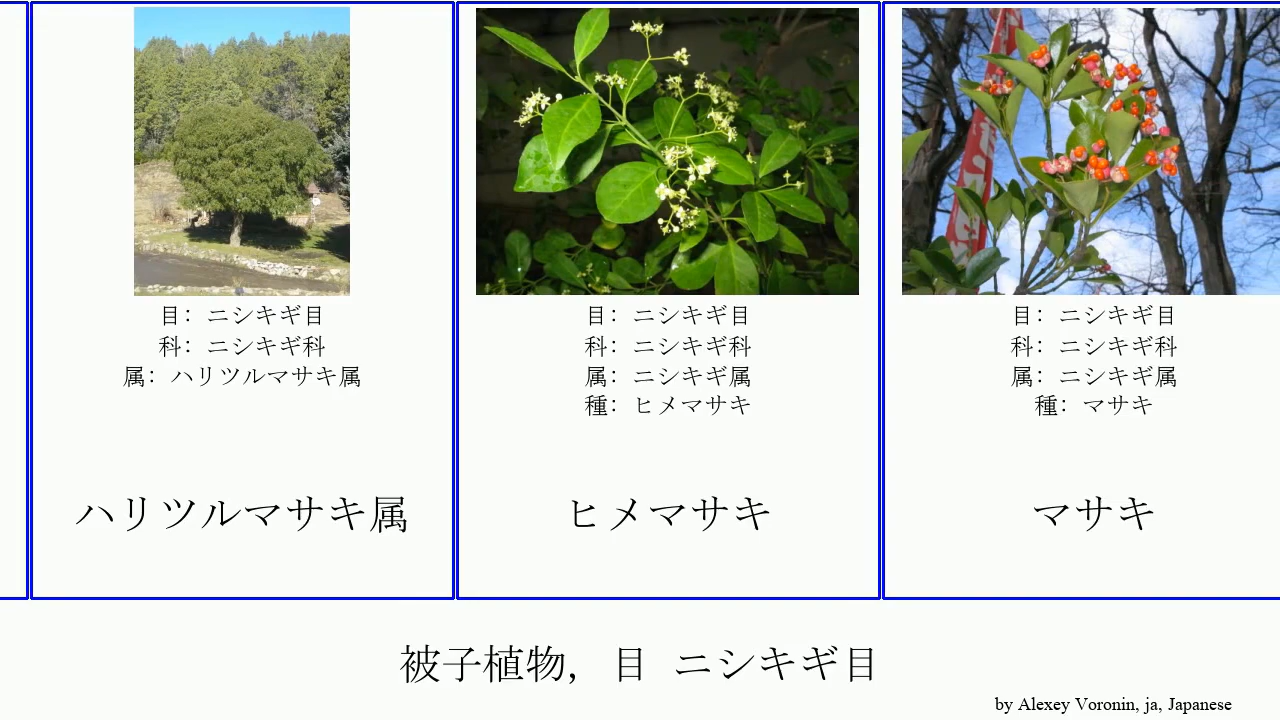 目: ニシキギ目
科: ニシキギ科
属: ハリツルマサキ属
ハリツルマサキ属
目: ニシキギ目
科: ニシキギ科
属: ニシキギ属
種: ヒメマサキ
ヒメマサキ
目: ニシキギ目
科: ニシキギ科
属: ニシキギ属
種: マサキ
マサキ
被子植物, 目 ニシキギ目
by Alexey Voronin, ja, Japanese